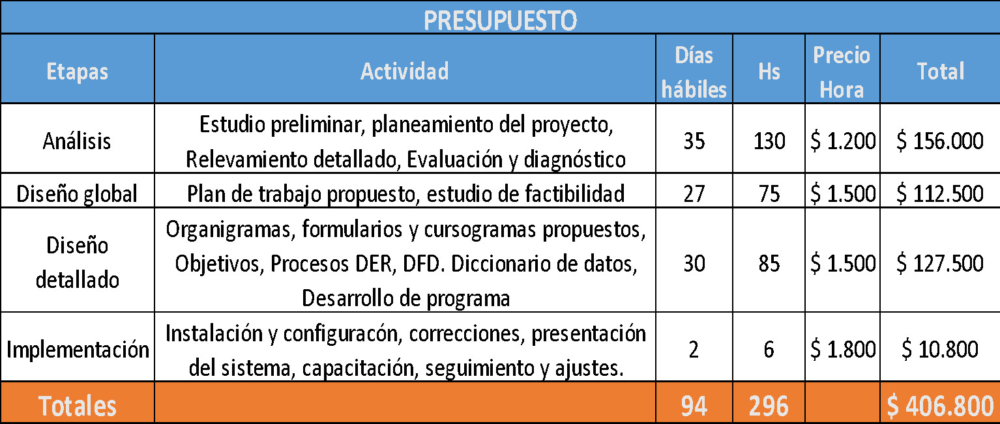 PRESUPUESTO
Etapas Actividad Días hábiles Hs Precio Hora Total
Análisis Estudio preliminar, planeamiento del proyecto, 35 130 $ 1.200 $ 156.000
Relevamiento detallado, Evaluación y diagnóstico
Diseño global Plan de trabajo propuesto, estudio de factibilidad 27 75 $ 1.500 $ 112.500
Diseño detallado Organigramas, formularios y cursogramas propuestos, 30 85 $ 1.500 $ 127.500
Objetivos, Procesos DER, DFD. Diccionario de datos,
Desarrollo de programa
Implementación Instalación y configuracón, correcciones, presentación 2 6 $ 1.800 $ 10.800
del sistema, capacitación, seguimiento y ajustes.
Totales 94 296 $ 406.800